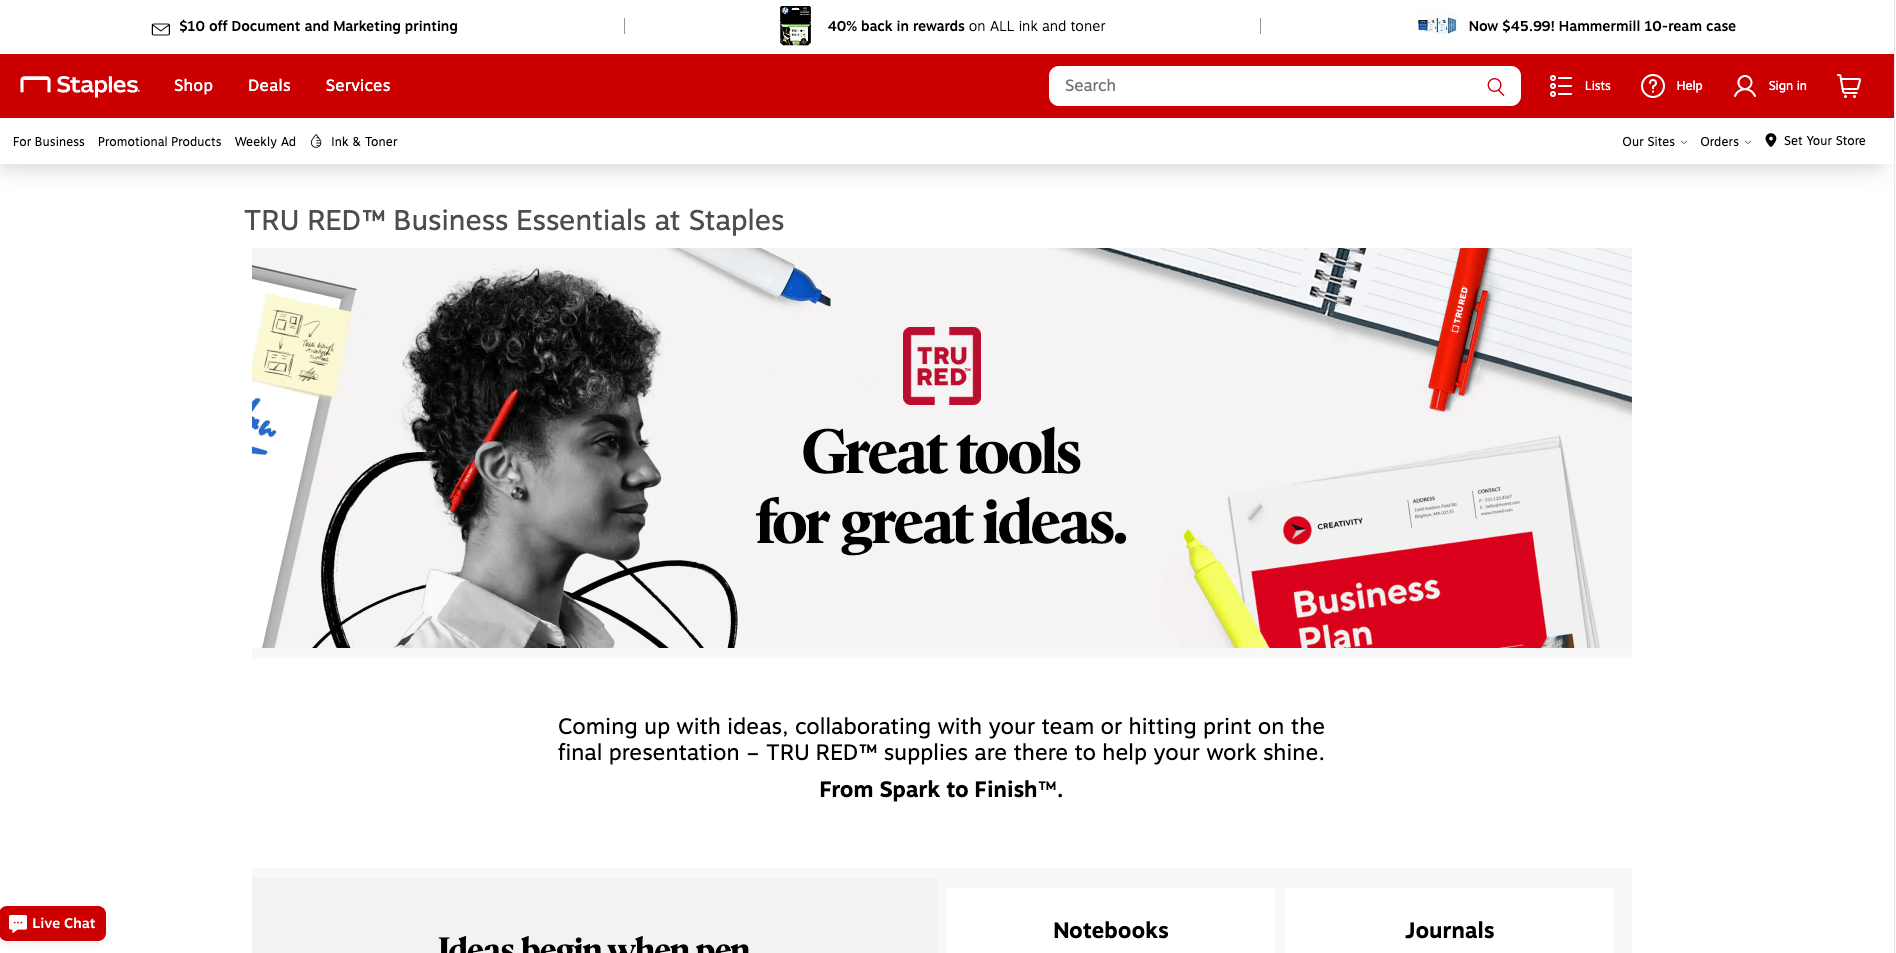 $10 off Document and Marketing printing
40% back in rewards on ALL ink and toner
Now $45.99! Hammermill 10-ream case
Staples
Shop
Deals
Services
Search
Lists
Help
Sign in
For Business
Promotional Products
Weekly Ad
Ink & Toner
Our Sites
Orders
Set Your Store
TRU RED™ Business Essentials at Staples
TRU RED
TRU
RED™
Great tools
for great ideas.
CREATIVITY
ADDRESS
CONTACT
Business
Plan
Coming up with ideas, collaborating with your team or hitting print on the
final presentation – TRU RED™ supplies are there to help your work shine.
From Spark to Finish™.
Ideas begin when pen
Notebooks
Journals
Live Chat